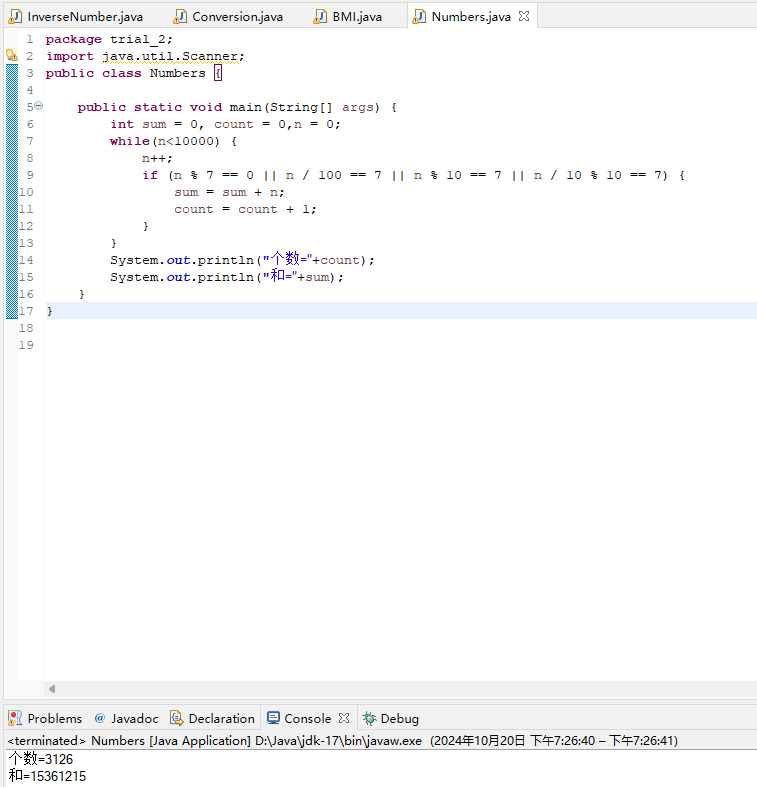 InverseNumber.java Conversion.java BMI.java Numbers.java
1 package trial_2;
2 import java.util.Scanner;
3 public class Numbers {
4
5 public static void main(String[] args) {
6 int sum = 0, count = 0,n = 0;
7 while(n<10000) {
8 n++;
9 if (n % 7 == 0 || n / 100 == 7 || n % 10 == 7 || n / 10 % 10 == 7) {
10 sum = sum + n;
11 count = count + 1;
12 }
13 }
14 System.out.println("个数="+count);
15 System.out.println("和="+sum);
16 }
17 }
18
19
Problems @ Javadoc Declaration Console Debug
<terminated> Numbers [Java Application] D:\Java\jdk-17\bin\javaw.exe (2024年10月20日 下午7:26:40 – 下午7:26:41)
个数=3126
和=15361215